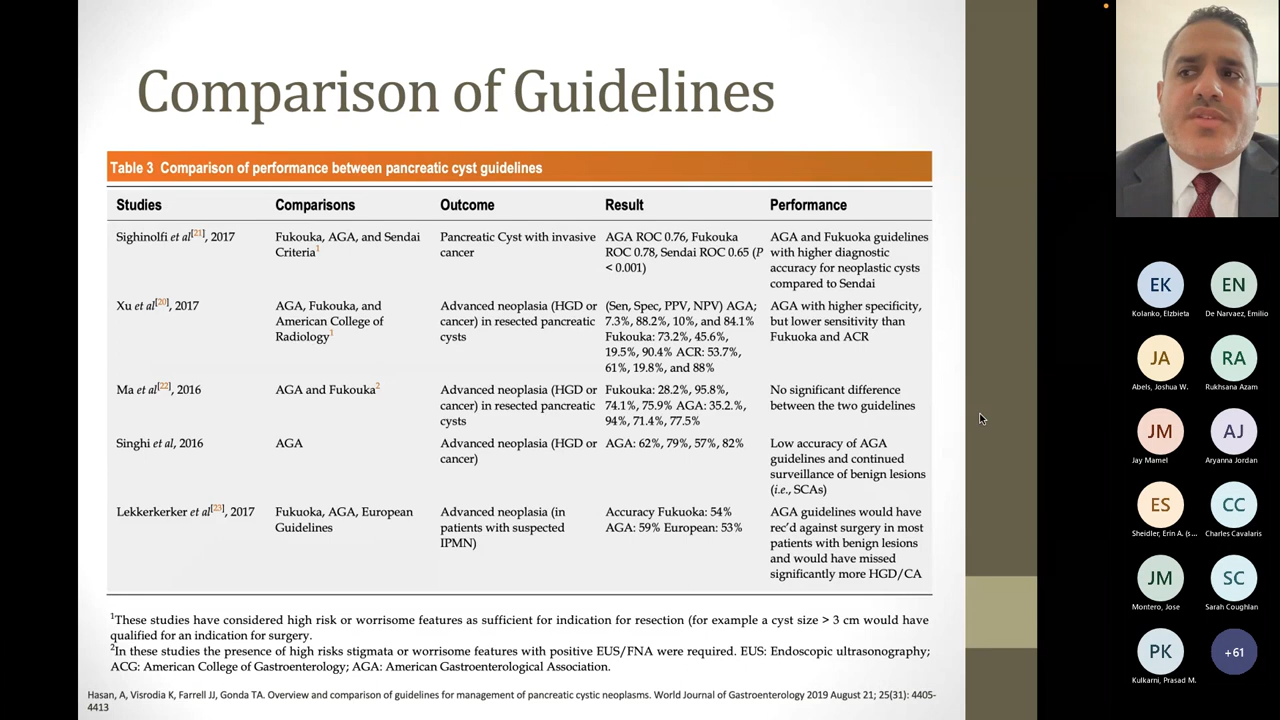 Comparison of Guidelines
Table 3 Comparison of performance between pancreatic cyst guidelines
Studies Comparisons Outcome Result Performance
Sighinolfi et al[21], 2017
Fukouka, AGA, and Sendai
Criteria1
Pancreatic Cyst with invasive
cancer
AGA ROC 0.76, Fukouka
ROC 0.78, Sendai ROC 0.65 (P
< 0.001)
AGA and Fukuoka guidelines
with higher diagnostic
accuracy for neoplastic cysts
compared to Sendai
Xu et al[20], 2017
AGA, Fukouka, and
American College of
Radiology1
Advanced neoplasia (HGD or
cancer) in resected pancreatic
cysts
(Sen, Spec, PPV, NPV) AGA;
7.3%, 88.2%, 10%, and 84.1%
Fukouka: 73.2%, 45.6%,
19.5%, 90.4% ACR: 53.7%,
61%, 19.8%, and 88%
AGA with higher specificity,
but lower sensitivity than
Fukuoka and ACR
Ma et al[22], 2016
AGA and Fukouka2
Advanced neoplasia (HGD or
cancer) in resected pancreatic
cysts
Fukouka: 28.2%, 95.8%,
74.1%, 75.9% AGA: 35.2.%,
94%, 71.4%, 77.5%
No significant difference
between the two guidelines
Singhi et al, 2016
AGA
Advanced neoplasia (HGD or
cancer)
AGA: 62%, 79%, 57%, 82%
Low accuracy of AGA
guidelines and continued
surveillance of benign lesions
(i.e., SCAs)
Lekkerkerker et al[23], 2017
Fukuoka, AGA, European
Guidelines
Advanced neoplasia (in
patients with suspected
IPMN)
Accuracy Fukuoka: 54%
AGA: 59% European: 53%
AGA guidelines would have
rec'd against surgery in most
patients with benign lesions
and would have missed
significantly more HGD/CA
1These studies have considered high risk or worrisome features as sufficient for indication for resection (for example a cyst size > 3 cm would have
qualified for an indication for surgery.
2In these studies the presence of high risks stigmata or worrisome features with positive EUS/FNA were required. EUS: Endoscopic ultrasonography;
ACG: American College of Gastroenterology; AGA: American Gastroenterological Association.
Hasan, A, Visrodia K, Farrell JJ, Gonda TA. Overview and comparison of guidelines for management of pancreatic cystic neoplasms. World Journal of Gastroenterology 2019 August 21; 25(31): 4405-
4413
EK EN
Kolanko, Elzbieta De Narvaez, Emilio
JA RA
Abels, Joshua W. Rukhsana Azam
JM AJ
Jay Mamel Aryanna Jordan
ES CC
Sheidler, Erin A. (s... Charles Cavalaris
JM SC
Montero, Jose Sarah Coughlan
PK +61
Kulkarni, Prasad M.